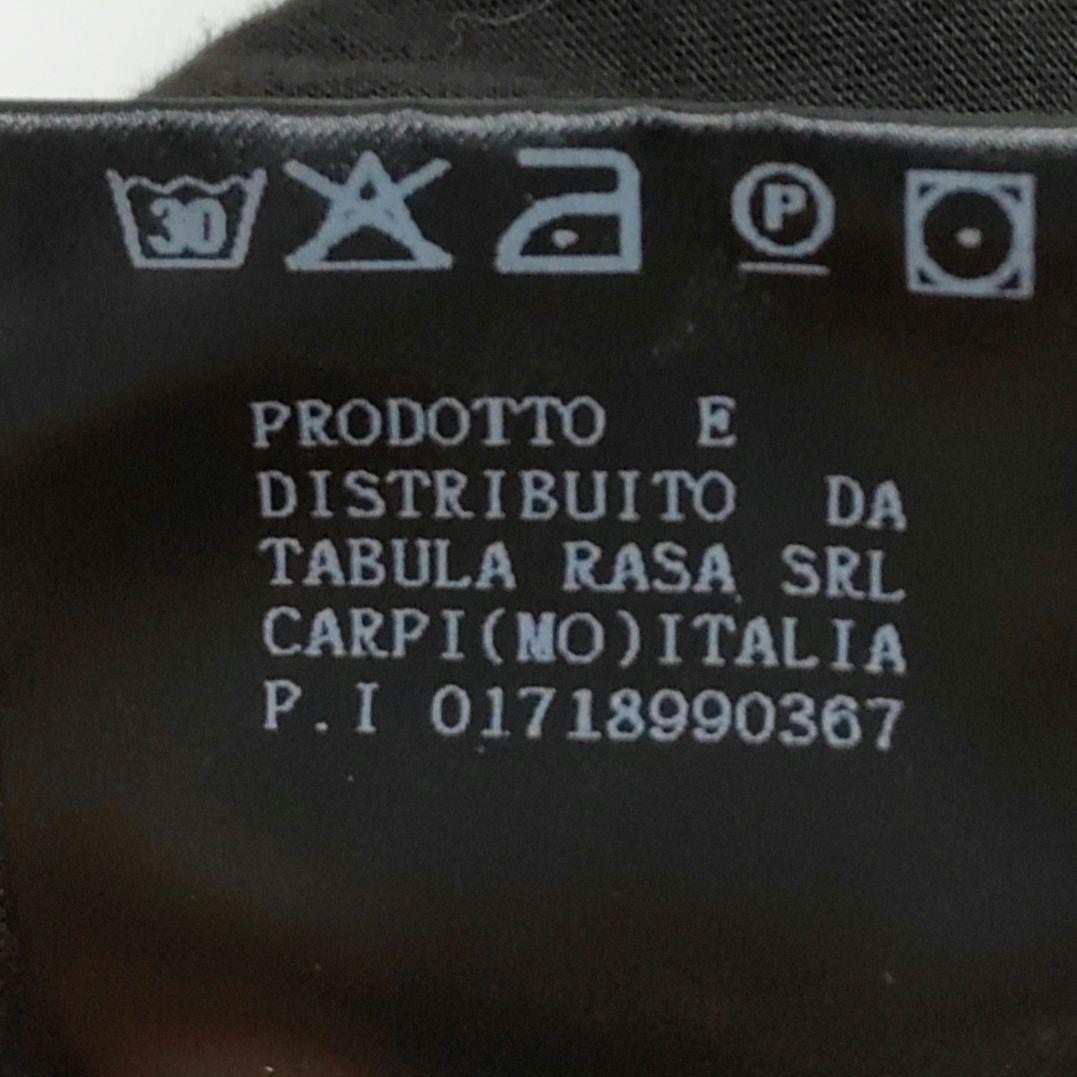 30 P
PRODOTTO E
DISTRIBUITO DA
TABULA RASA SRL
CARPI(MO)ITALIA
P.I 01718990367